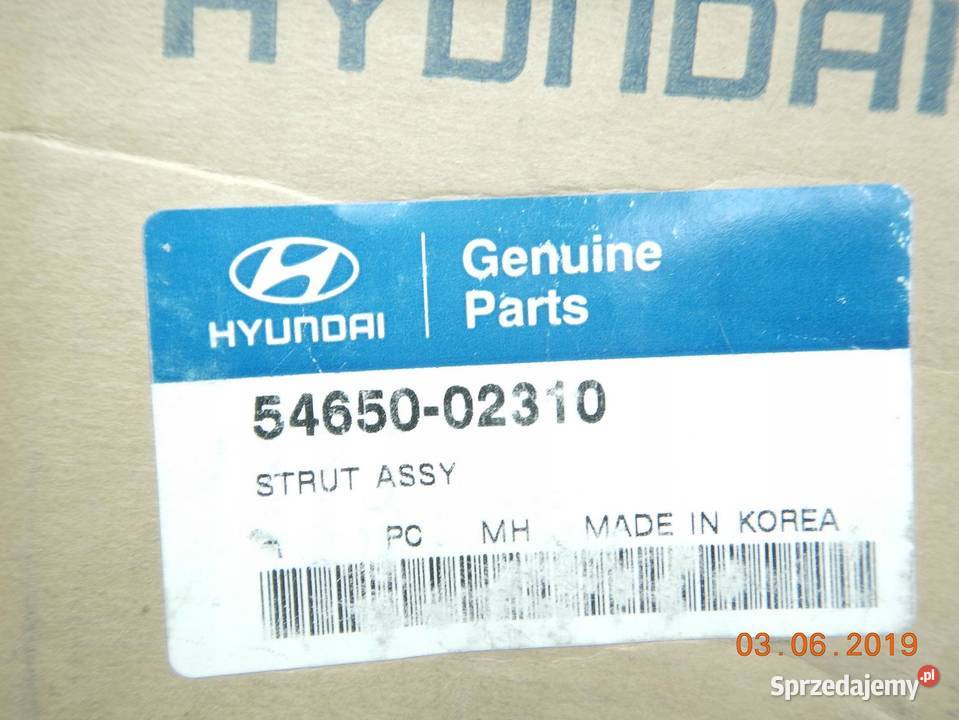 HYUNDAI
HYUNDAI
Genuine
Parts
54650-02310
STRUT ASSY
PC MH MADE IN KOREA
03.06.2019
Sprzedajemy.pl